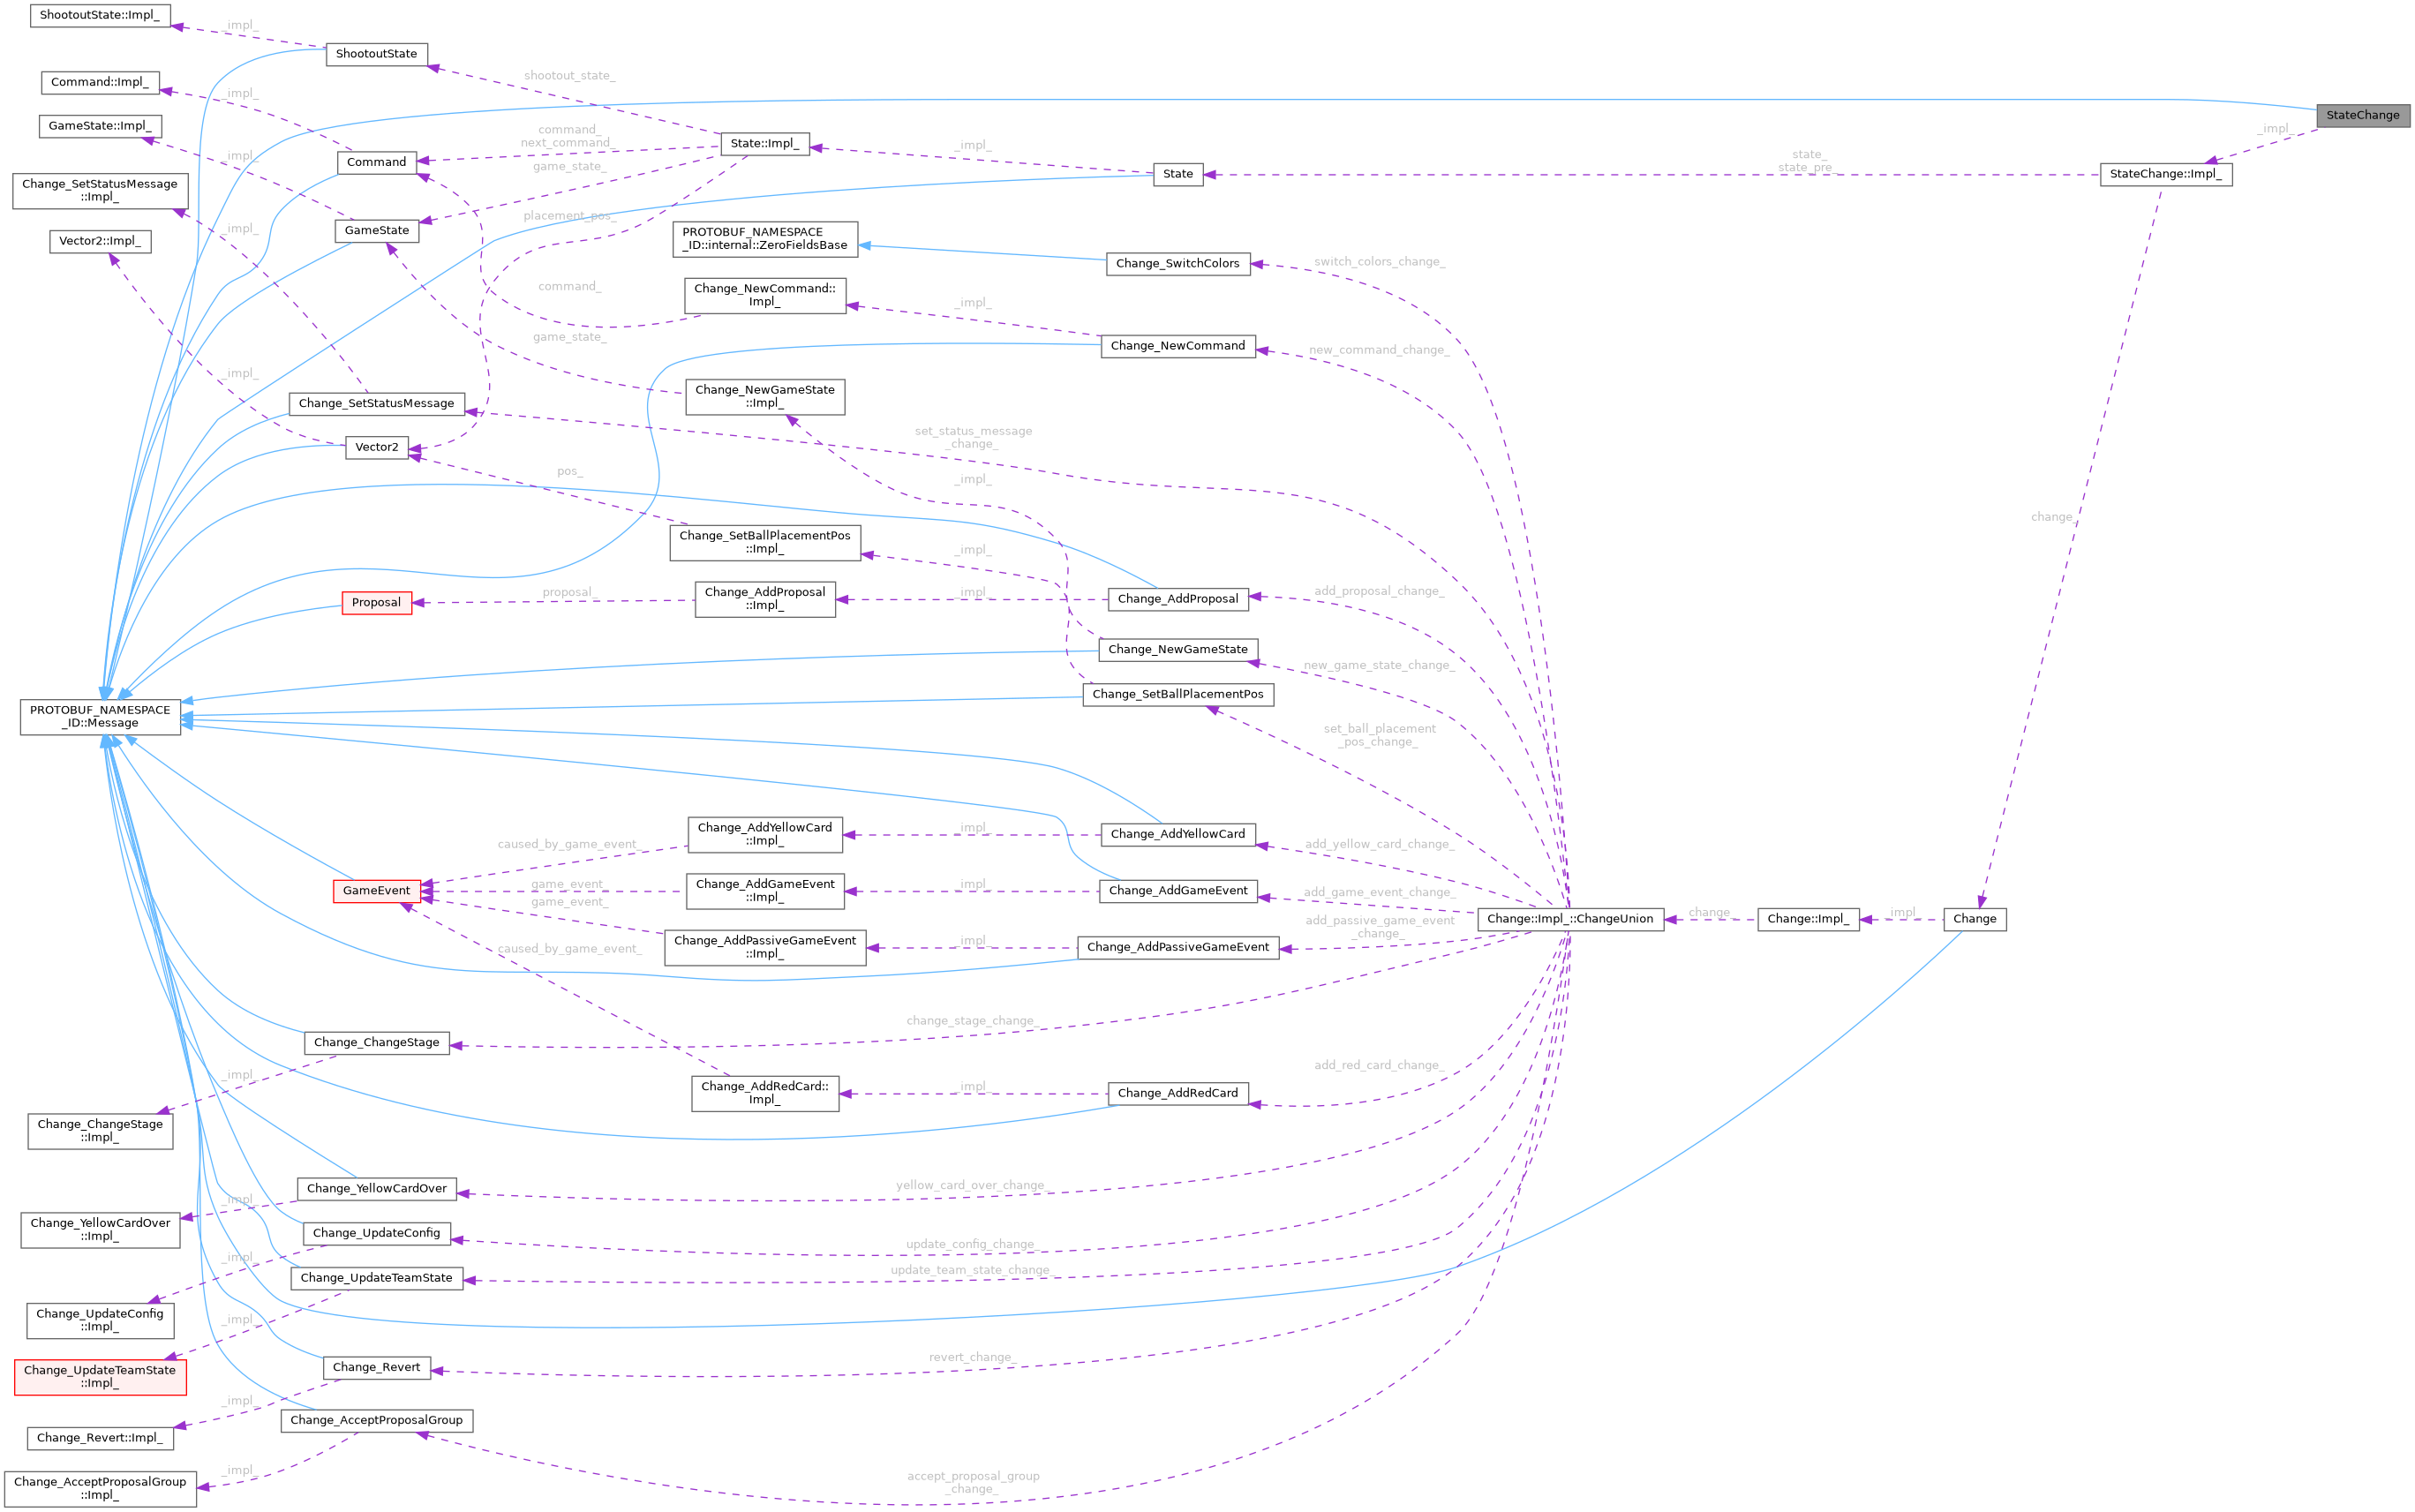 ShootoutState::Impl_
_impl_
ShootoutState
shootout_state_
Command::Impl_
_impl_
StateChange
GameState::Impl_
command_
next_command_
_impl_
State::Impl_
_impl_
_impl_
Command
game_state_
state_
state_pre_
State
StateChange::Impl_
Change_SetStatusMessage
::Impl_
placement_pos_
_impl_
GameState
Vector2::Impl_
PROTOBUF_NAMESPACE
_ID::internal::ZeroFieldsBase
Change_SwitchColors
switch_colors_change_
command_
Change_NewCommand::
Impl_
_impl_
game_state_
Change_NewCommand
new_command_change_
_impl_
Change_NewGameState
::Impl_
Change_SetStatusMessage
set_status_message
_change_
Vector2
pos_
_impl_
change_
Change_SetBallPlacementPos
::Impl_
_impl_
Proposal
proposal_
Change_AddProposal
::Impl_
_impl_
Change_AddProposal
add_proposal_change_
Change_NewGameState
new_game_state_change_
Change_SetBallPlacementPos
PROTOBUF_NAMESPACE
_ID::Message
set_ball_placement
_pos_change_
Change_AddYellowCard
::Impl_
_impl_
Change_AddYellowCard
caused_by_game_event_
add_yellow_card_change_
GameEvent
game_event_
Change_AddGameEvent
::Impl_
_impl_
Change_AddGameEvent
add_game_event_change_
game_event_
Change::Impl_::ChangeUnion
change_
Change::Impl_
_impl_
Change
add_passive_game_event
_change_
caused_by_game_event_
Change_AddPassiveGameEvent
::Impl_
_impl_
Change_AddPassiveGameEvent
change_stage_change_
Change_ChangeStage
_impl_
add_red_card_change_
Change_AddRedCard::
Impl_
_impl_
Change_AddRedCard
Change_ChangeStage
::Impl_
Change_YellowCardOver
yellow_card_over_change_
_impl_
Change_YellowCardOver
::Impl_
Change_UpdateConfig
update_config_change_
_impl_
Change_UpdateTeamState
update_team_state_change_
Change_UpdateConfig
::Impl_
_impl_
Change_UpdateTeamState
::Impl_
Change_Revert
revert_change_
_impl_
Change_AcceptProposalGroup
Change_Revert::Impl_
_impl_
accept_proposal_group
_change_
Change_AcceptProposalGroup
::Impl_